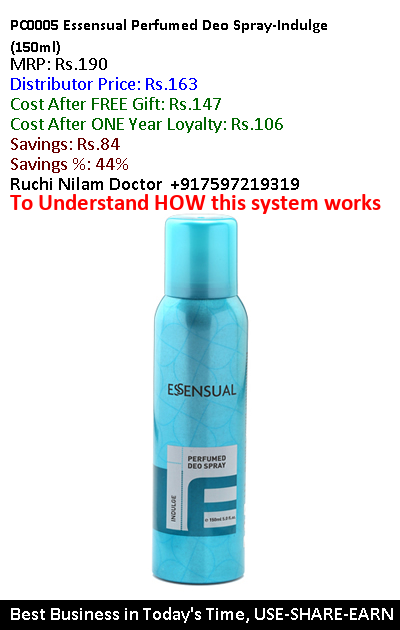 PC0005 Essensual Perfumed Deo Spray-Indulge
(150ml)
MRP: Rs.190
Distributor Price: Rs.163
Cost After FREE Gift: Rs.147
Cost After ONE Year Loyalty: Rs.106
Savings: Rs.84
Savings %: 44%
Ruchi Nilam Doctor +917597219319
To Understand HOW this system works
ESSENSUAL
PERFUMED
DEO SPRAY
INDULGE
Best Business in Today's Time, USE-SHARE-EARN